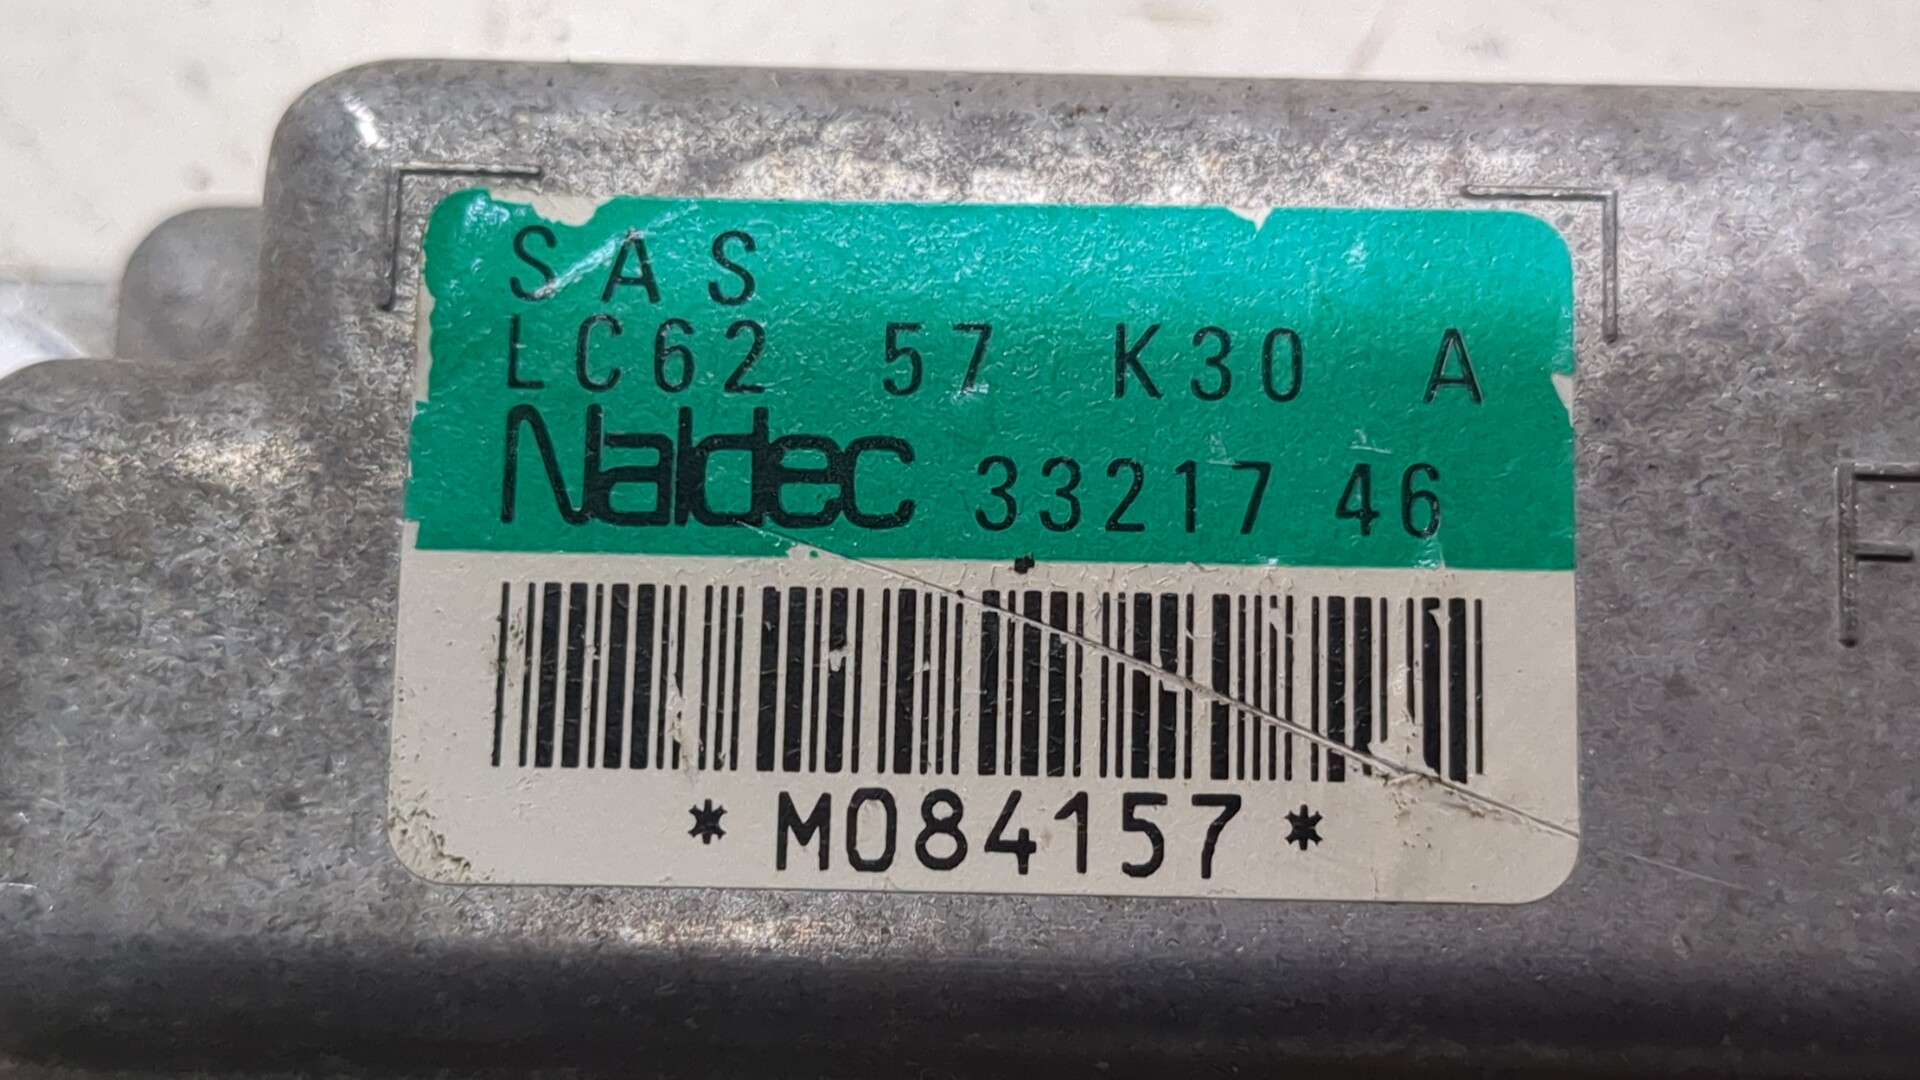 SAS
LC62 57 K30 A
Naldec 33217 46
*M084157*
F